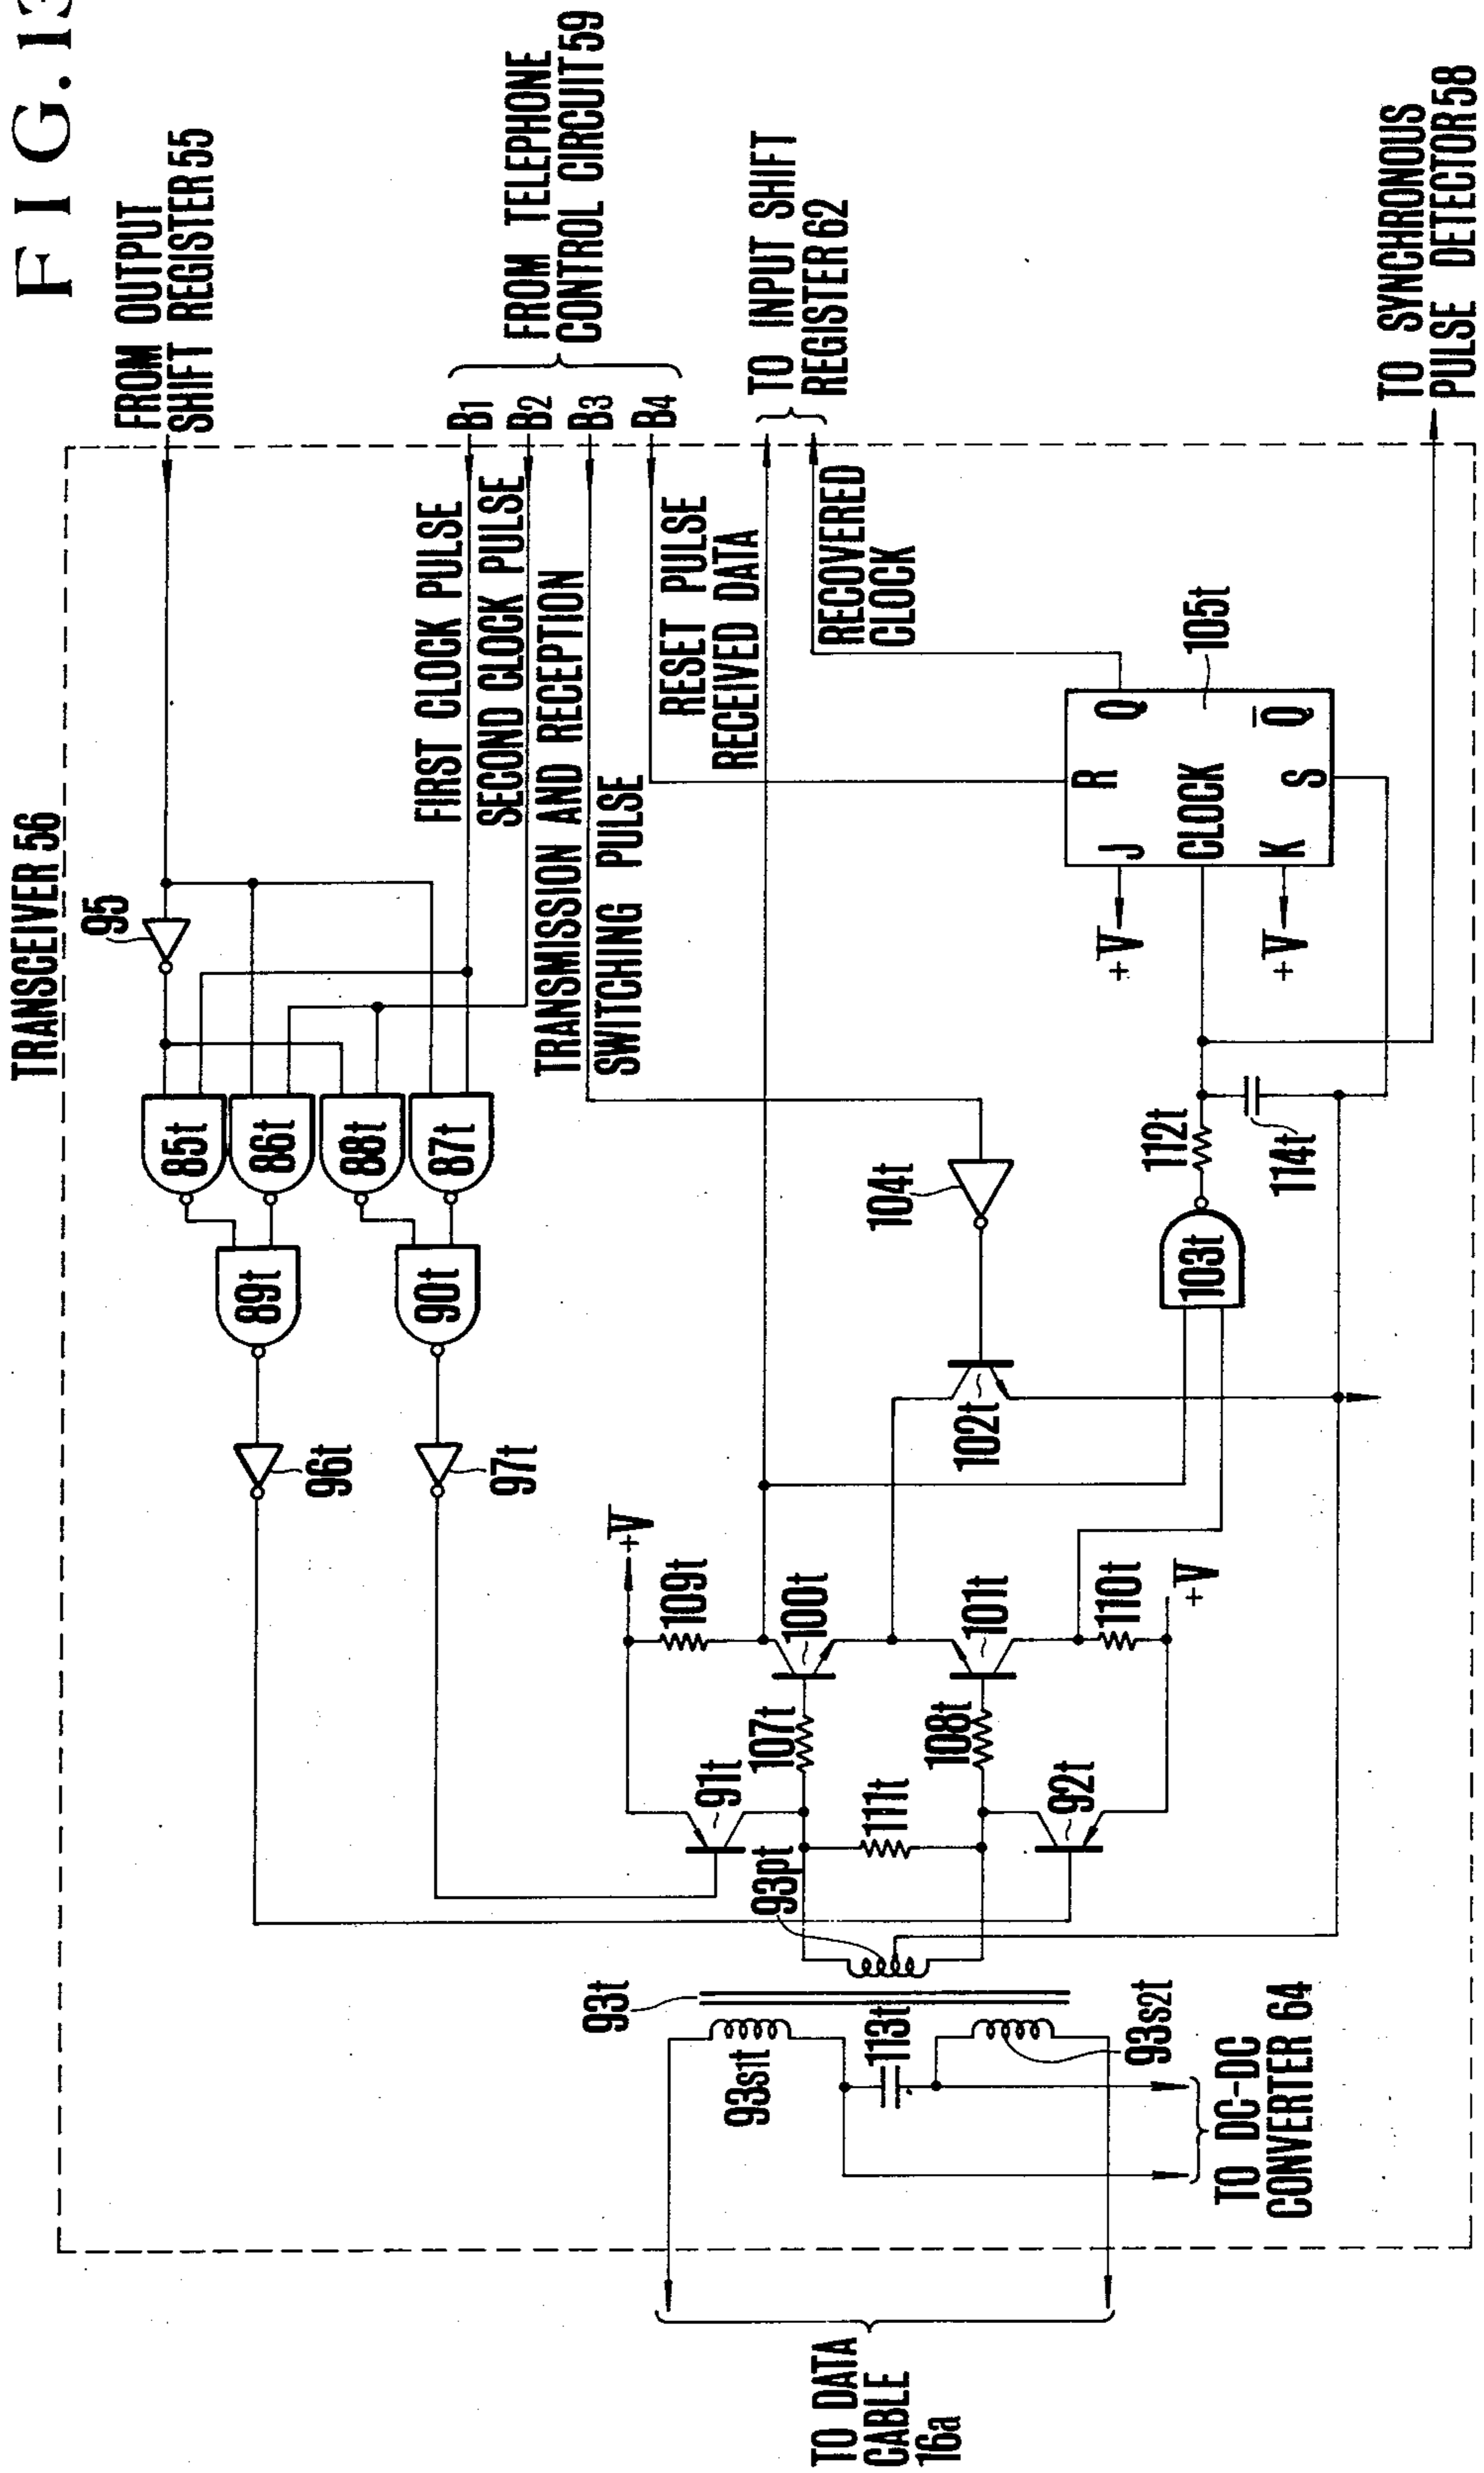 FIG. 13
TRANSCEIVER 56
FROM OUTPUT
SHIFT REGISTER 55
95
85t
86t
88t
87t
89t
90t
96t
97t
FROM TELEPHONE
CONTROL CIRCUIT 59
B1
B2
B3
B4
FIRST CLOCK PULSE
SECOND CLOCK PULSE
TRANSMISSION AND RECEPTION
SWITCHING PULSE
RESET PULSE
RECEIVED DATA
TO INPUT SHIFT
REGISTER 62
RECOVERED
CLOCK
+V
109t
91t
107t
100t
104t
102t
93pt
111t
108t
101t
92t
110t
+V
93t
93s1t
113t
93s2t
103t
112t
114t
J
R
Q
CLOCK
K
S
Q̅
+V
+V
105t
TO DATA
CABLE
16a
TO DC-DC
CONVERTER 64
TO SYNCHRONOUS
PULSE DETECTOR 58